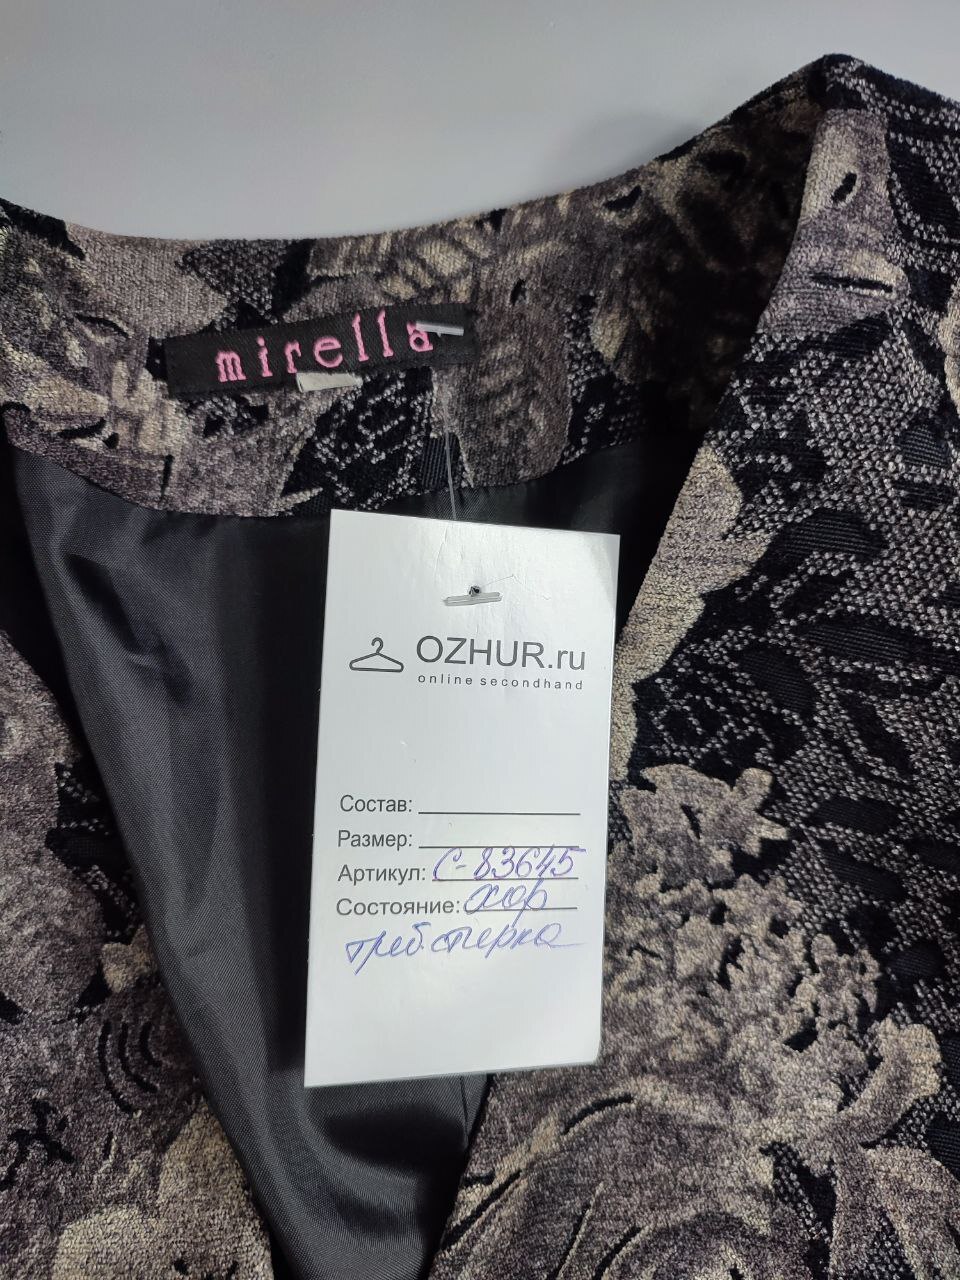 mirella
OZHUR.ru
online secondhand
Состав:
Размер:
Артикул: С-83645
Состояние: хор
треб. стирка